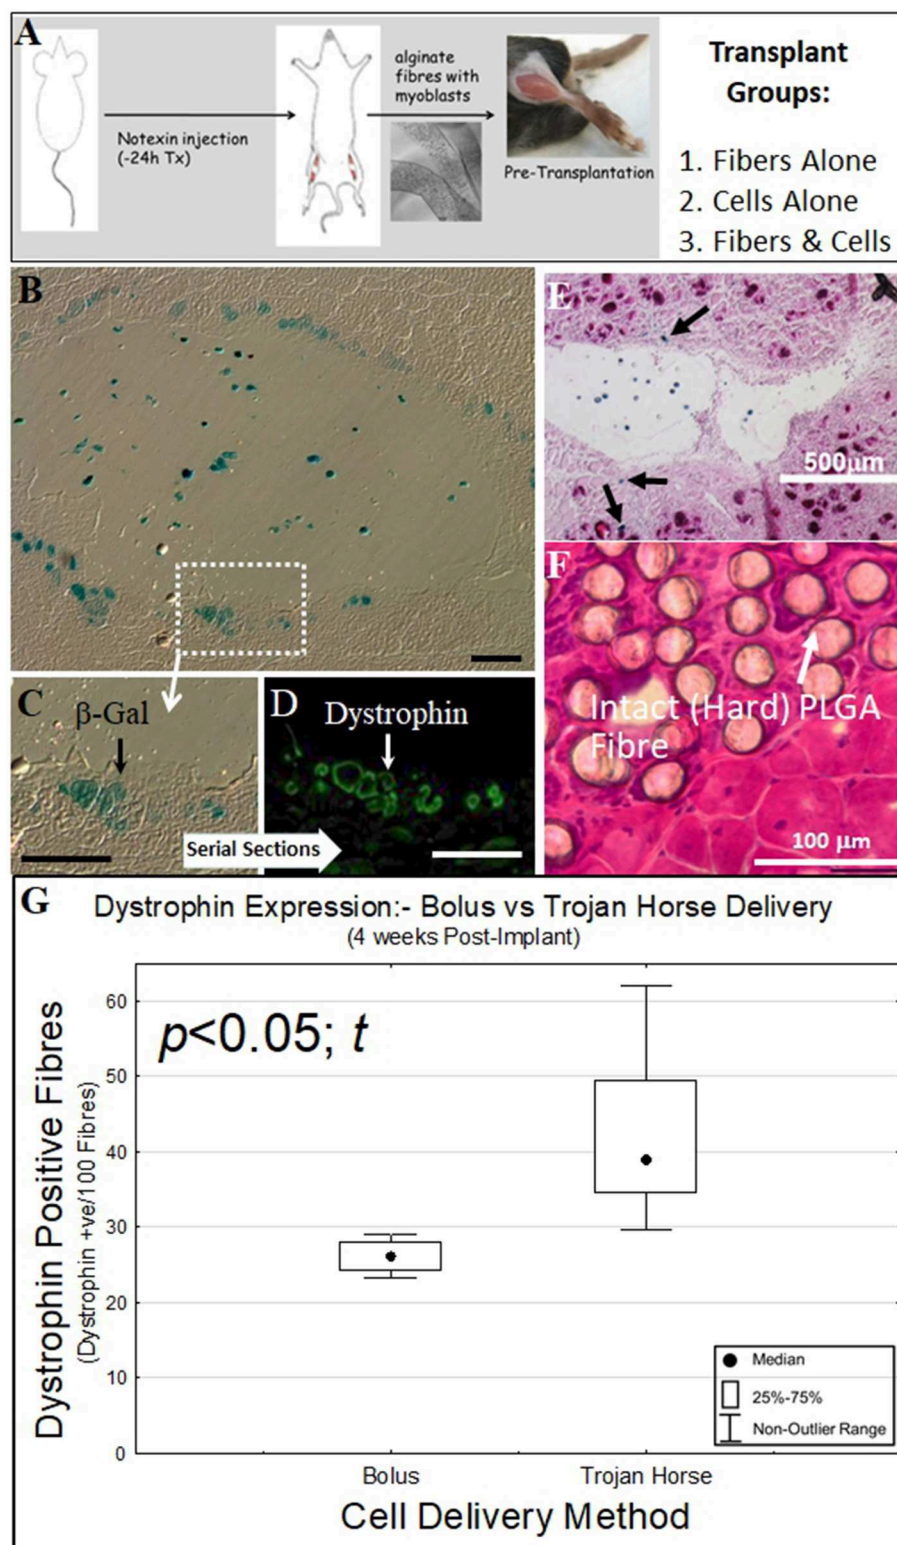 A
Notexin injection
(-24h Tx)
alginate
fibres with
myoblasts
Pre-Transplantation
Transplant
Groups:
1. Fibers Alone
2. Cells Alone
3. Fibers & Cells
B
C
β-Gal
D
Dystrophin
Serial Sections
E
500μm
F
Intact (Hard) PLGA
Fibre
100 μm
G
Dystrophin Expression:- Bolus vs Trojan Horse Delivery
(4 weeks Post-Implant)
p<0.05; t
Dystrophin Positive Fibres
(Dystrophin +ve/100 Fibres)
60
50
40
30
20
10
0
Median
25%-75%
Non-Outlier Range
Bolus
Trojan Horse
Cell Delivery Method